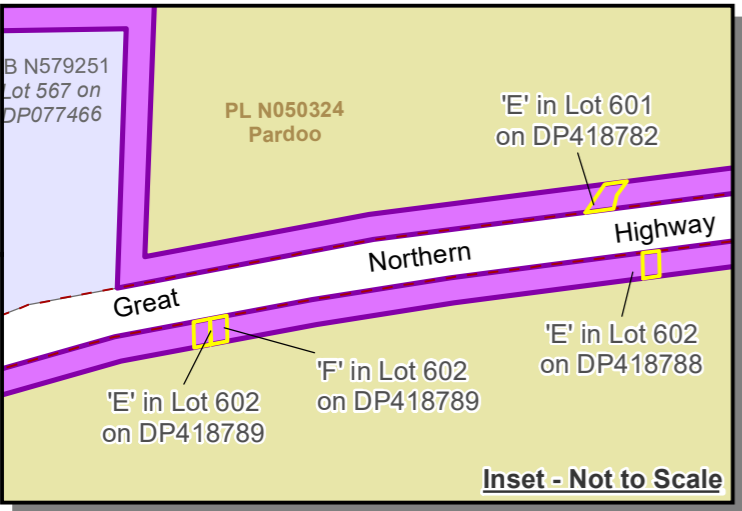 B N579251
Lot 567 on
DP077466
PL N050324
Pardoo
'E' in Lot 601
on DP418782
Great
Northern
Highway
'E' in Lot 602
on DP418789
'F' in Lot 602
on DP418789
'E' in Lot 602
on DP418788
Inset - Not to Scale